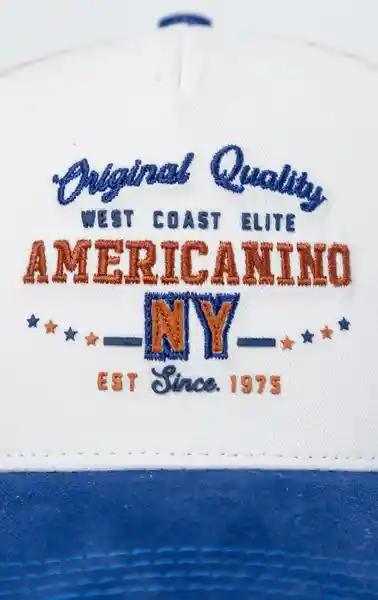 Original Quality
WEST COAST ELITE
AMERICANINO
NY
EST Since. 1975